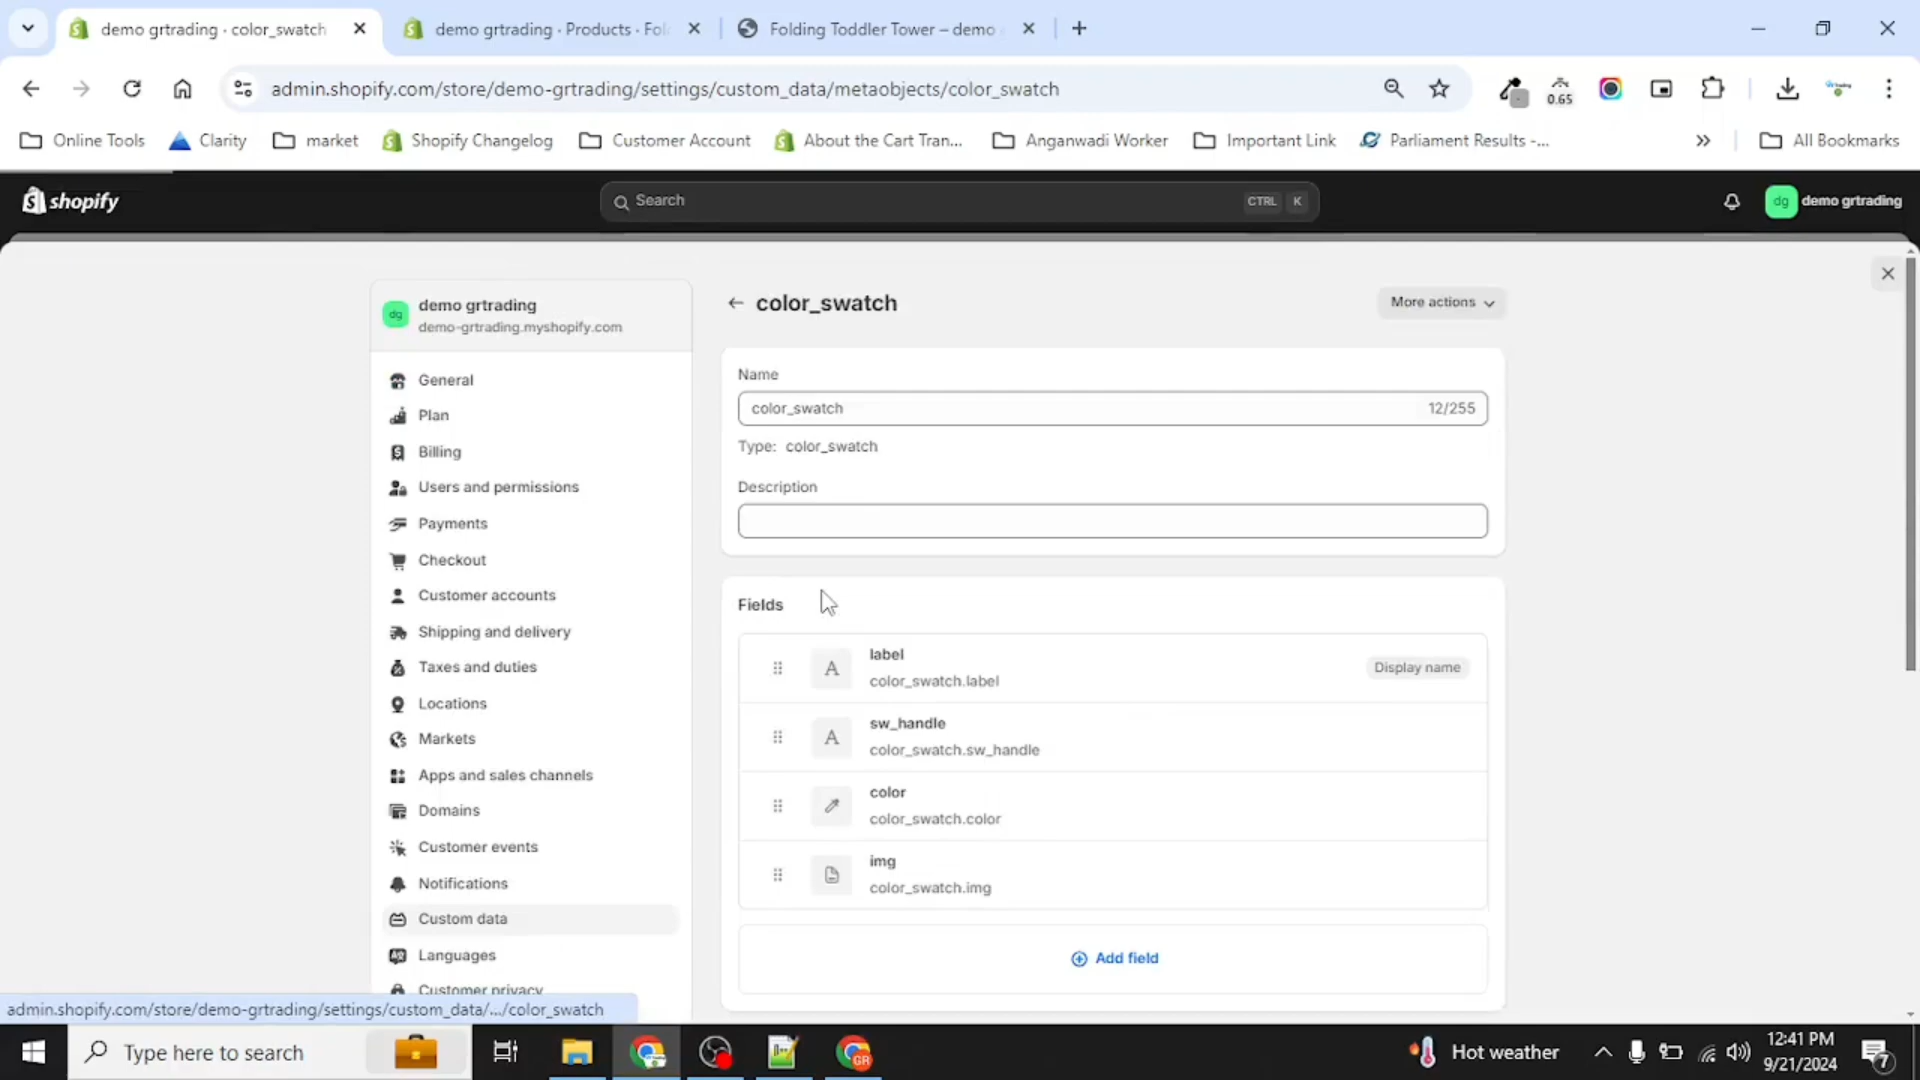 demo grtrading · color_swatch
demo grtrading · Products · Fol
Folding Toddler Tower – demo
admin.shopify.com/store/demo-grtrading/settings/custom_data/metaobjects/color_swatch
0.65
Online Tools
Clarity
market
Shopify Changelog
Customer Account
About the Cart Tran...
Anganwadi Worker
Important Link
Parliament Results -...
All Bookmarks
shopify
Search
CTRL K
dg demo grtrading
dg
demo grtrading
demo-grtrading.myshopify.com
General
Plan
Billing
Users and permissions
Payments
Checkout
Customer accounts
Shipping and delivery
Taxes and duties
Locations
Markets
Apps and sales channels
Domains
Customer events
Notifications
Custom data
Languages
Customer privacy
color_swatch
More actions
Name
color_swatch 12/255
Type: color_swatch
Description
Fields
label
color_swatch.label
Display name
sw_handle
color_swatch.sw_handle
color
color_swatch.color
img
color_swatch.img
Add field
admin.shopify.com/store/demo-grtrading/settings/custom_data/.../color_swatch
Type here to search
GR
Hot weather
12:41 PM
9/21/2024
7